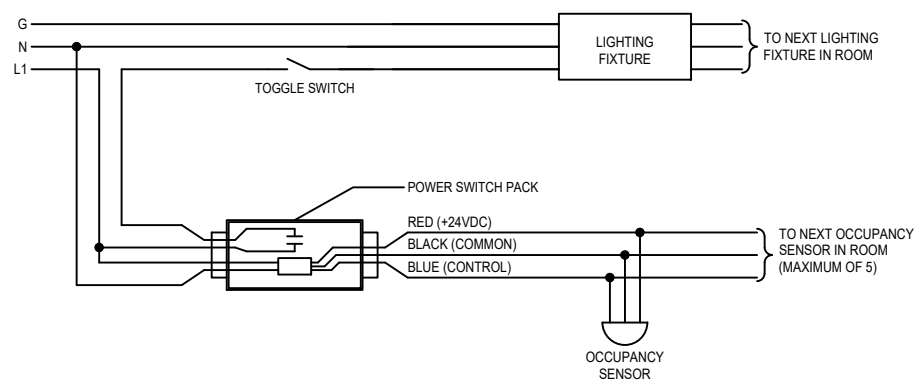 G
N
L1
TOGGLE SWITCH
LIGHTING
FIXTURE
TO NEXT LIGHTING
FIXTURE IN ROOM
POWER SWITCH PACK
RED (+24VDC)
BLACK (COMMON)
BLUE (CONTROL)
TO NEXT OCCUPANCY
SENSOR IN ROOM
(MAXIMUM OF 5)
OCCUPANCY
SENSOR